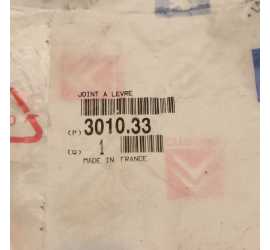 JOINT A LEVRE
(P) 3010.33
(Q) 1
MADE IN FRANCE